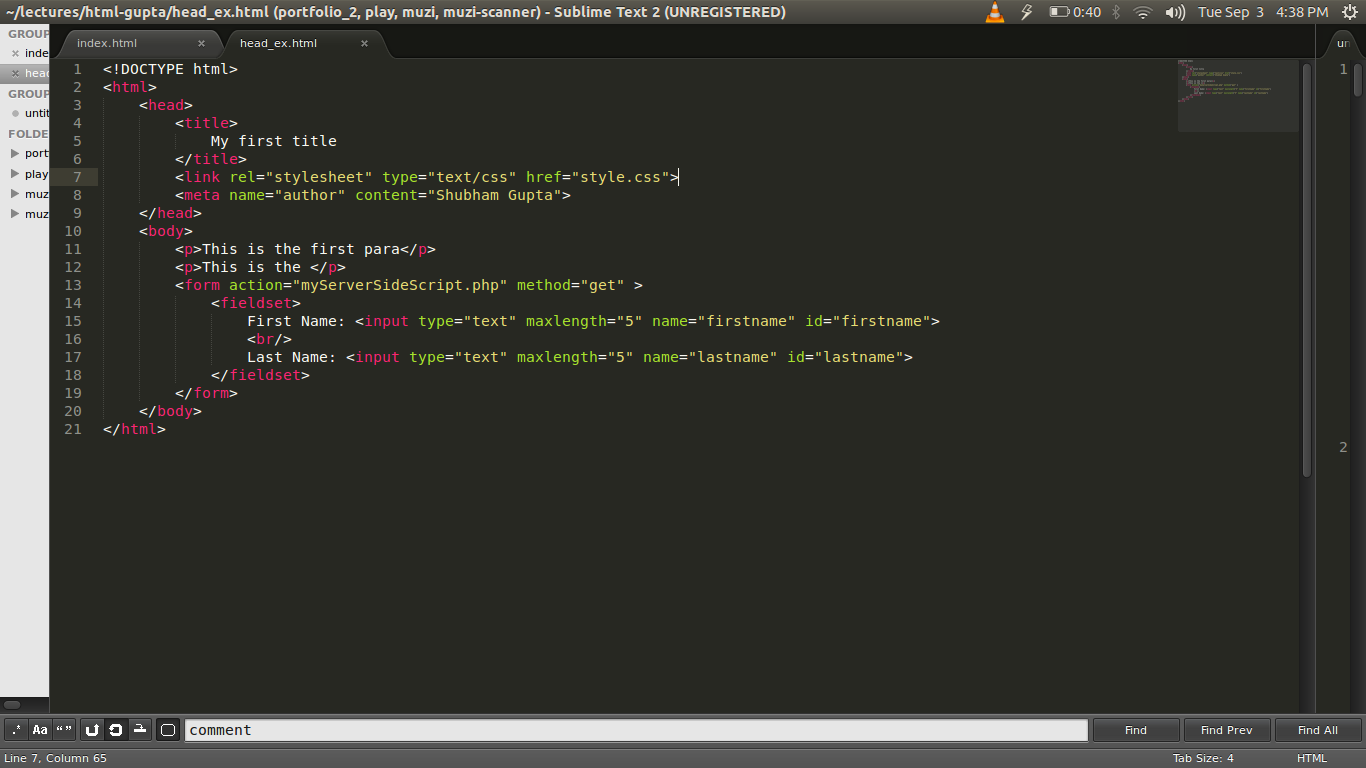 ~/lectures/html-gupta/head_ex.html (portfolio_2, play, muzi, muzi-scanner) - Sublime Text 2 (UNREGISTERED)
0:40 Tue Sep 3 4:38 PM
GROUP
inde
head
GROUP
untit
FOLDE
port
play
muz
muz
index.html × head_ex.html × un
1 <!DOCTYPE html>
2 <html>
3 <head>
4 <title>
5 My first title
6 </title>
7 <link rel="stylesheet" type="text/css" href="style.css">
8 <meta name="author" content="Shubham Gupta">
9 </head>
10 <body>
11 <p>This is the first para</p>
12 <p>This is the </p>
13 <form action="myServerSideScript.php" method="get" >
14 <fieldset>
15 First Name: <input type="text" maxlength="5" name="firstname" id="firstname">
16 <br/>
17 Last Name: <input type="text" maxlength="5" name="lastname" id="lastname">
18 </fieldset>
19 </form>
20 </body>
21 </html>
1
2
.* Aa “” comment Find Find Prev Find All
Line 7, Column 65 Tab Size: 4 HTML